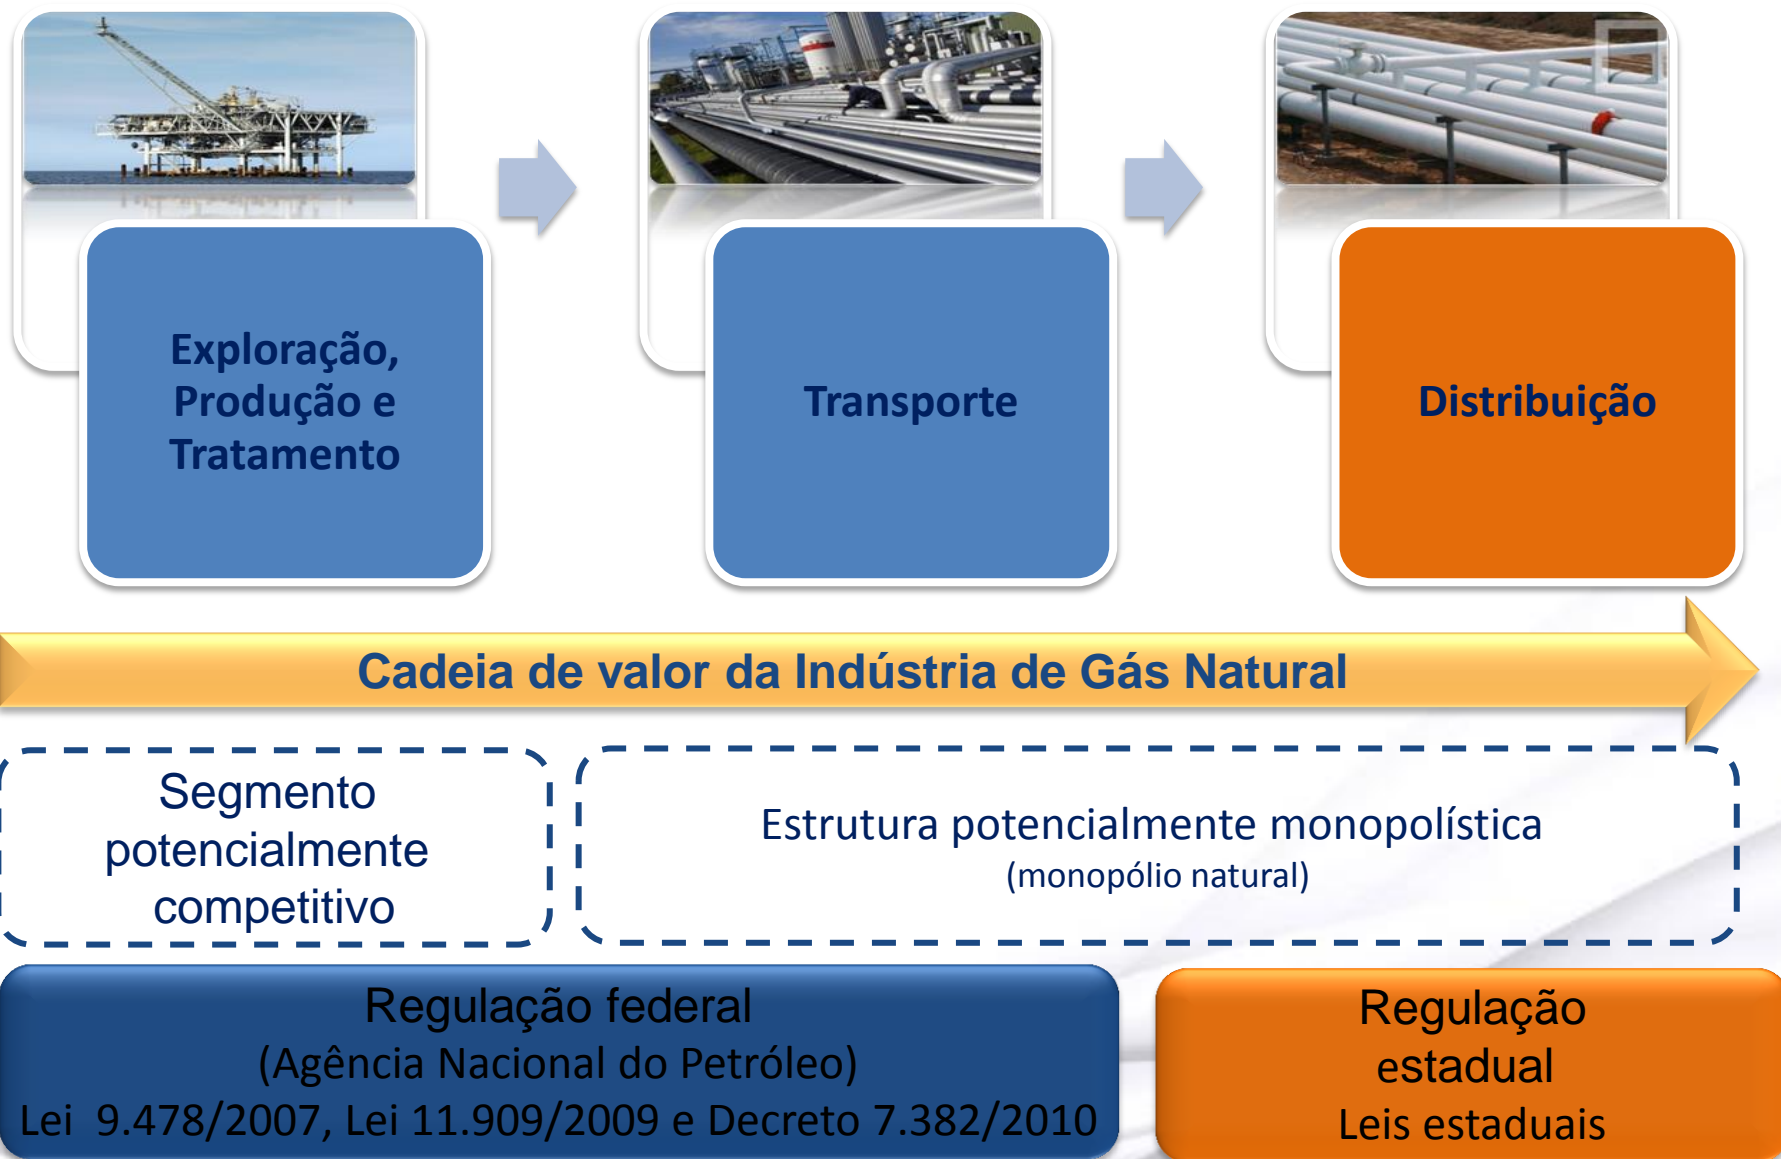 Exploração,
Produção e
Tratamento
Transporte
Distribuição
Cadeia de valor da Indústria de Gás Natural
Segmento
potencialmente
competitivo
Estrutura potencialmente monopolística
(monopólio natural)
Regulação federal
(Agência Nacional do Petróleo)
Lei 9.478/2007, Lei 11.909/2009 e Decreto 7.382/2010
Regulação
estadual
Leis estaduais